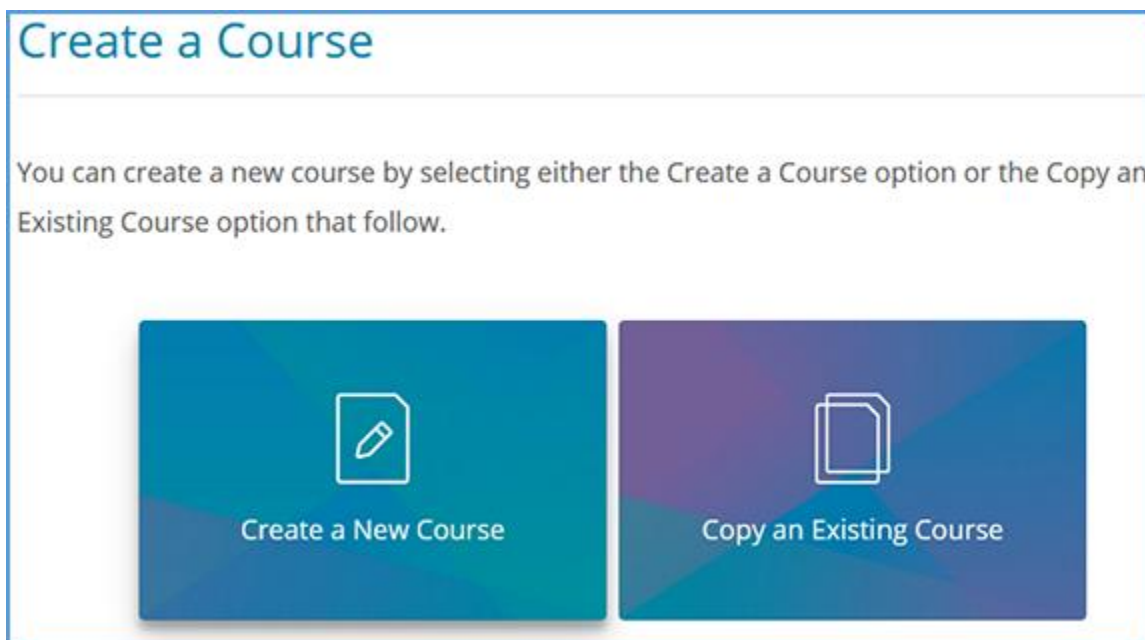 Create a Course
You can create a new course by selecting either the Create a Course option or the Copy an
Existing Course option that follow.
Create a New Course
Copy an Existing Course